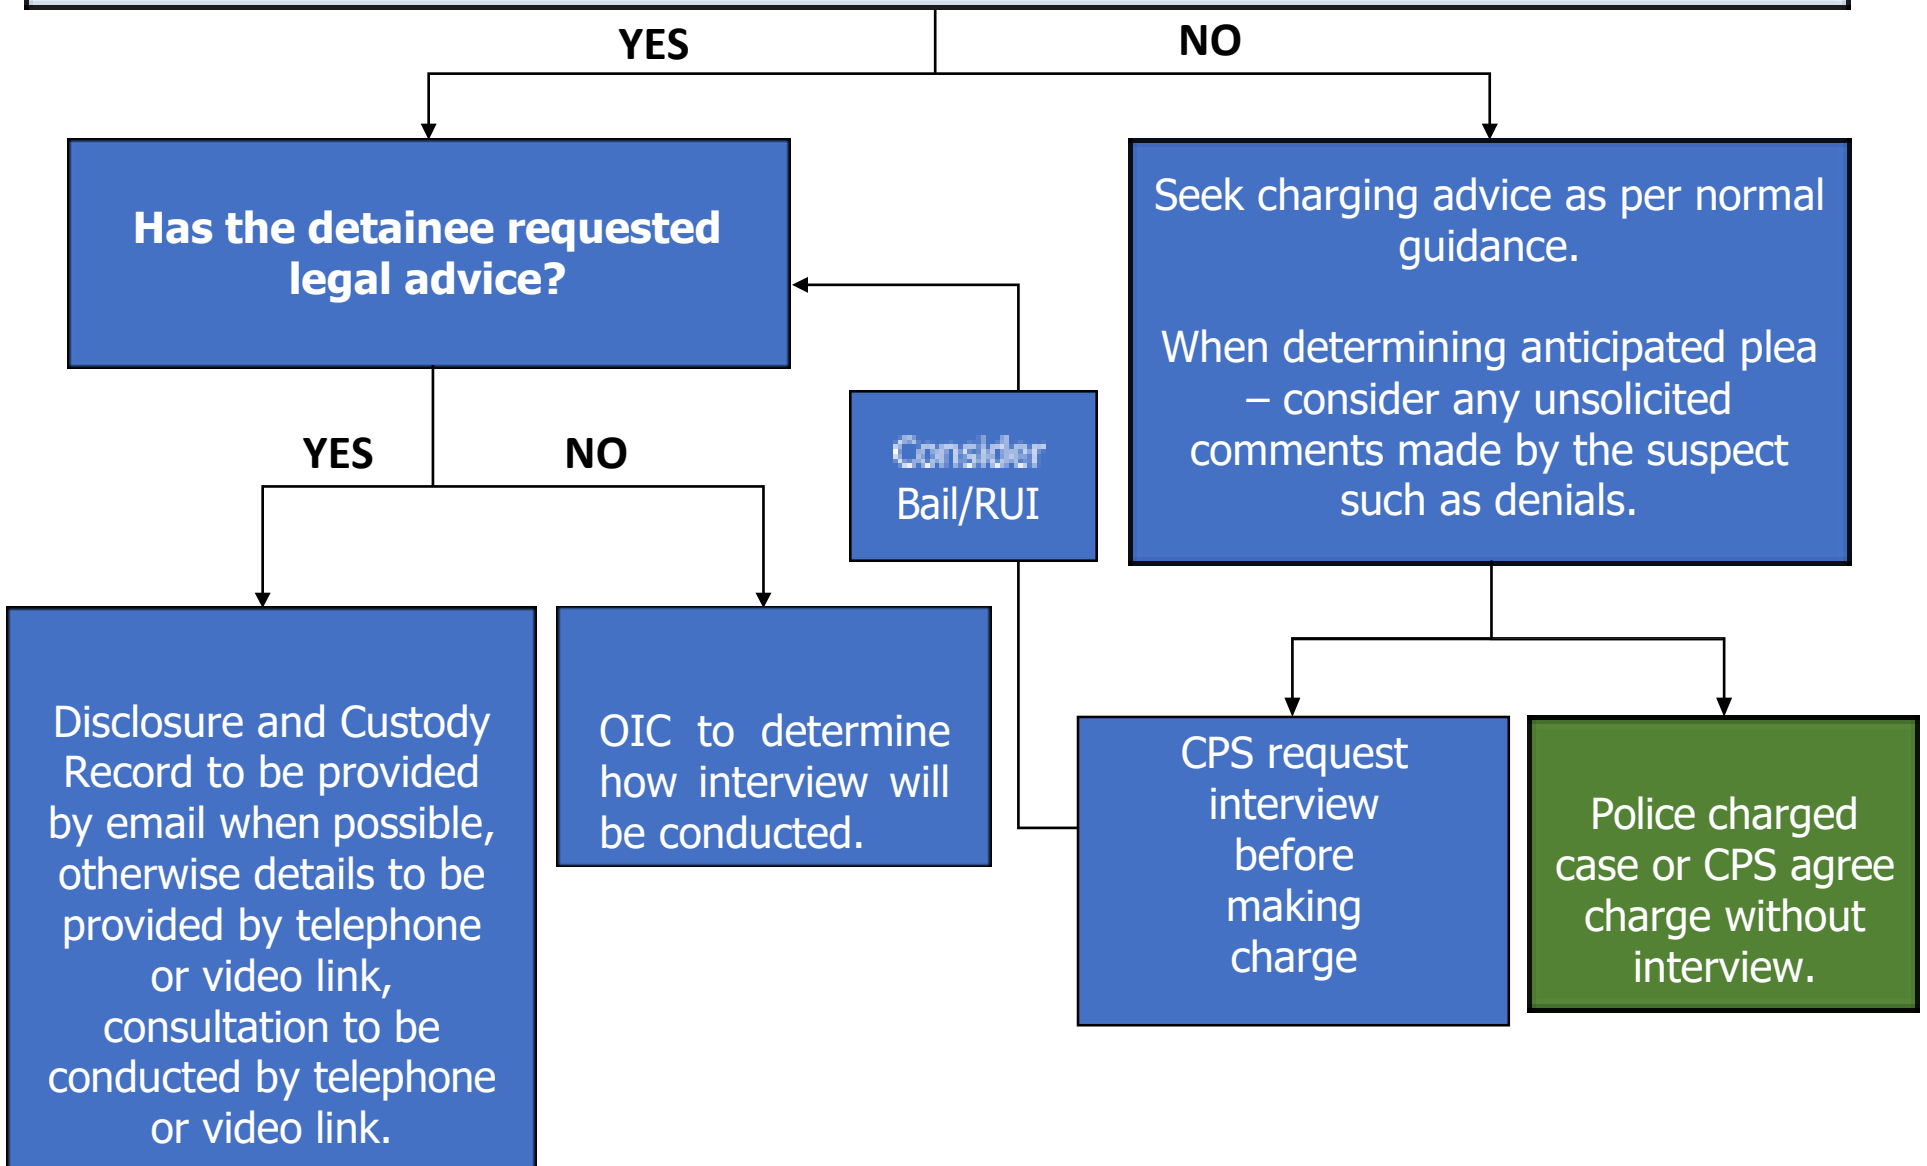 YES
NO
Has the detainee requested
legal advice?
Seek charging advice as per normal
guidance.
When determining anticipated plea
– consider any unsolicited
comments made by the suspect
such as denials.
YES
NO
Consider
Bail/RUI
Disclosure and Custody
Record to be provided
by email when possible,
otherwise details to be
provided by telephone
or video link,
consultation to be
conducted by telephone
or video link.
OIC to determine
how interview will
be conducted.
CPS request
interview
before
making
charge
Police charged
case or CPS agree
charge without
interview.